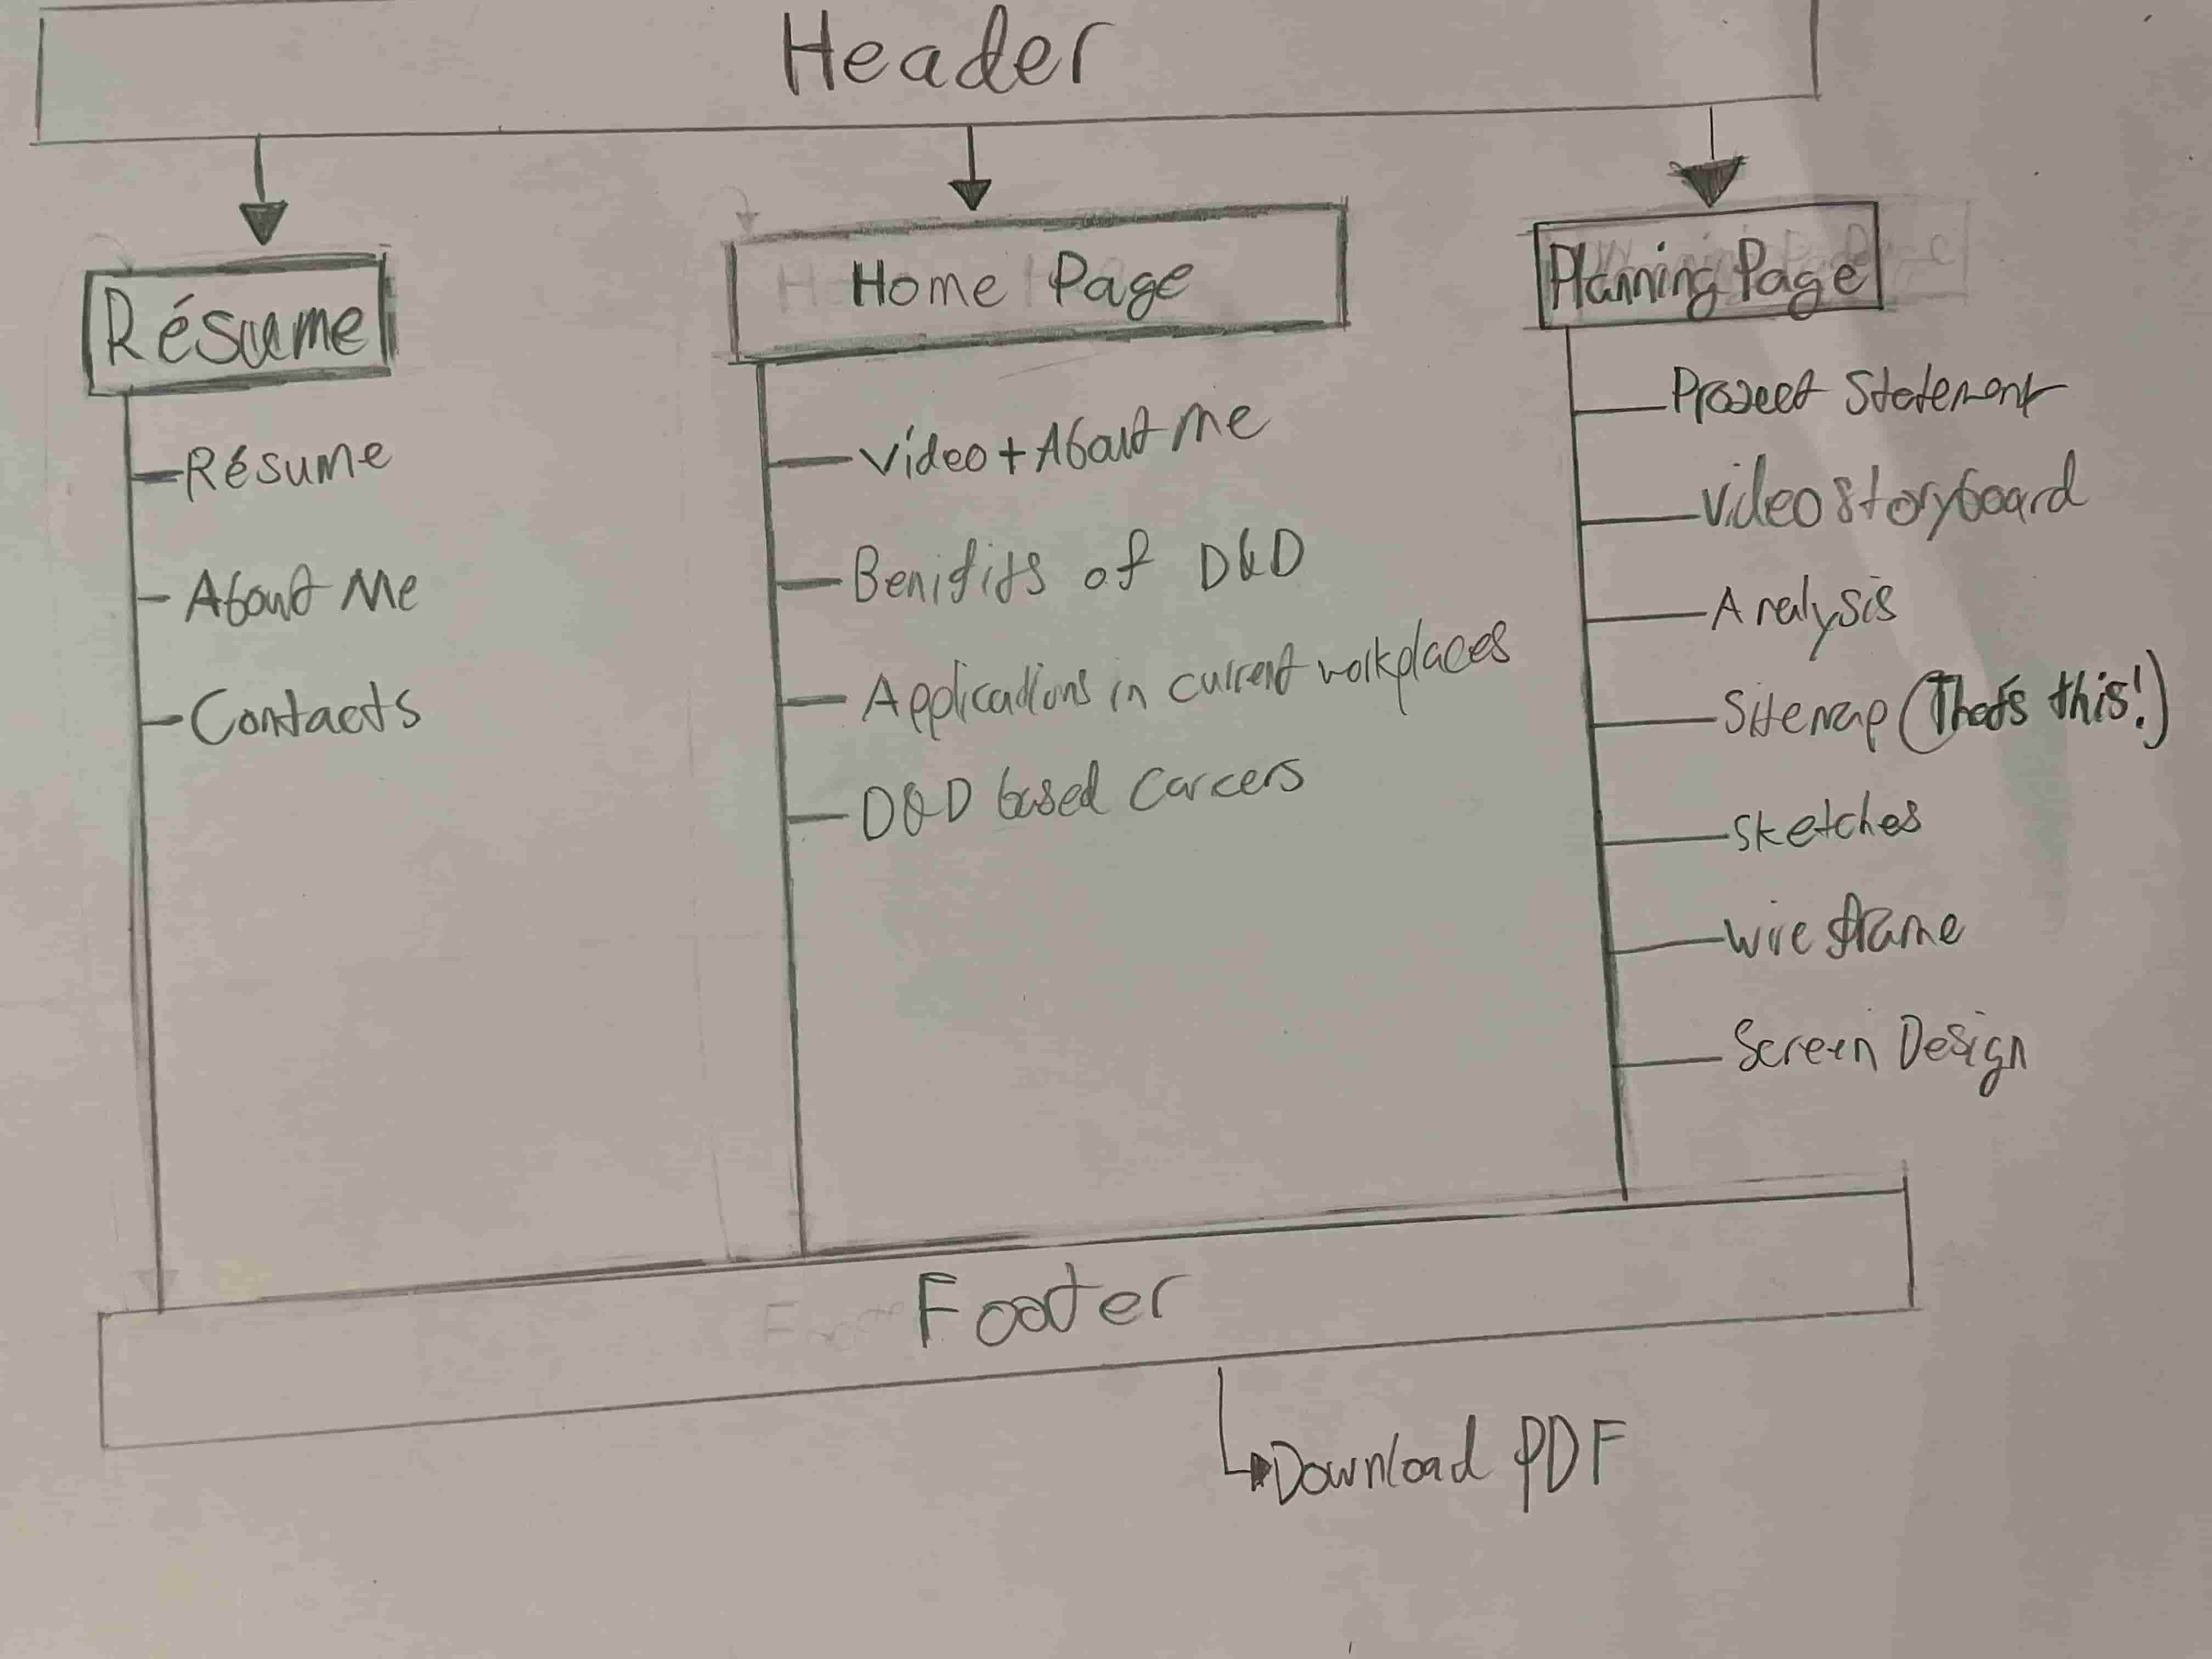 Header
Résume
Résume
About Me
Contacts
Home Page
Video + About me
Benifits of D&D
Applications in current workplaces
D&D based Careers
Planning Page
Project Statement
Video Storyboard
Analysis
Sitemap (That's this!)
Sketches
Wire frame
Screen Design
Footer
Download PDF